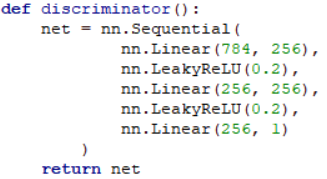 def discriminator():
    net = nn.Sequential(
            nn.Linear(784, 256),
            nn.LeakyReLU(0.2),
            nn.Linear(256, 256),
            nn.LeakyReLU(0.2),
            nn.Linear(256, 1)
        )
    return net